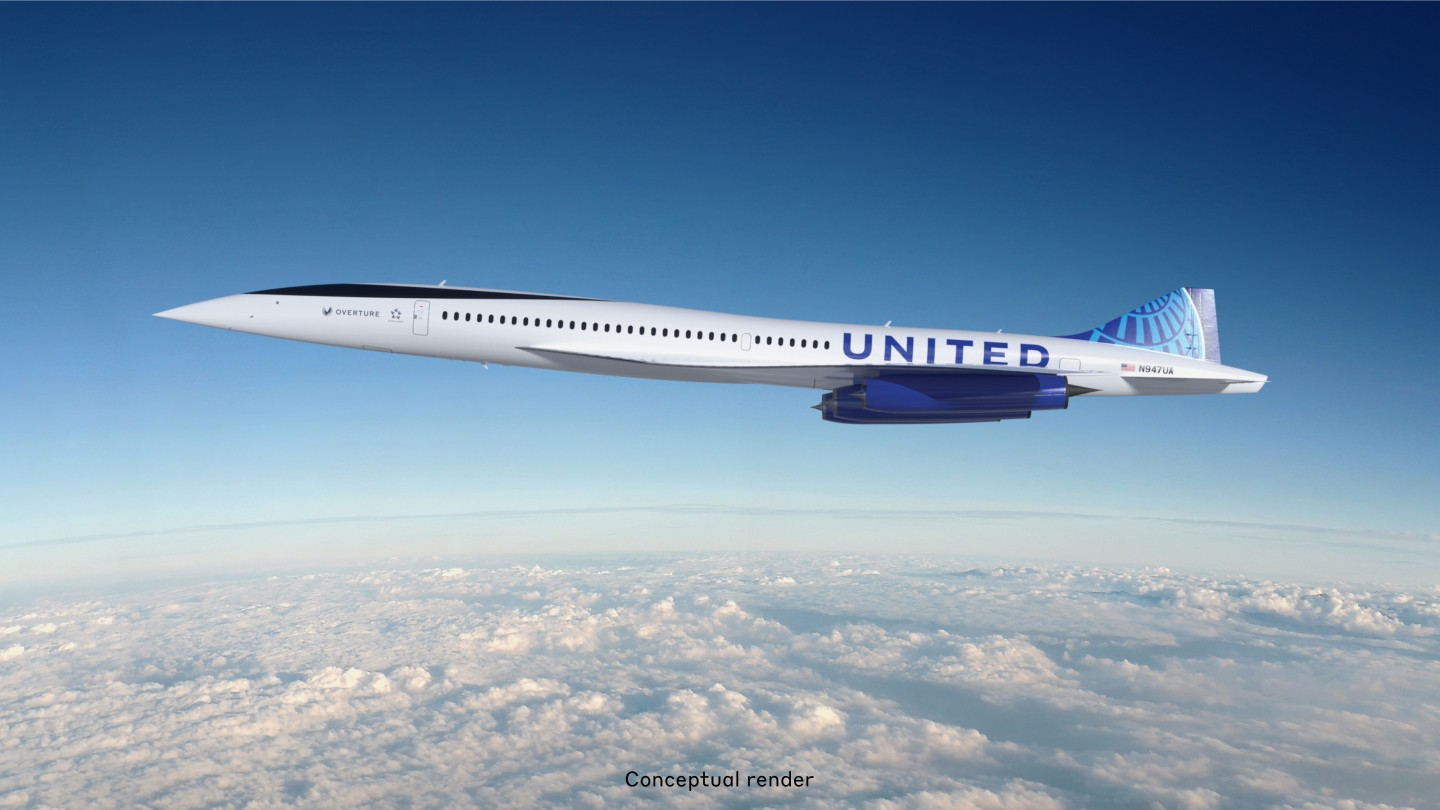 OVERTURE
UNITED
N947UA
Conceptual render